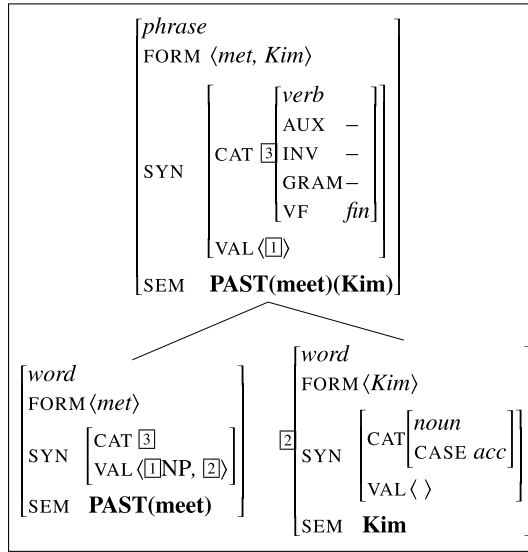 phrase
FORM ⟨met, Kim⟩
SYN
CAT [3]
verb
AUX –
INV –
GRAM –
VF fin
VAL ⟨[1]⟩
SEM PAST(meet)(Kim)
word
FORM ⟨met⟩
SYN
CAT [3]
VAL ⟨[1]NP, [2]⟩
SEM PAST(meet)
[2]
word
FORM ⟨Kim⟩
SYN
CAT
noun
CASE acc
VAL ⟨ ⟩
SEM Kim